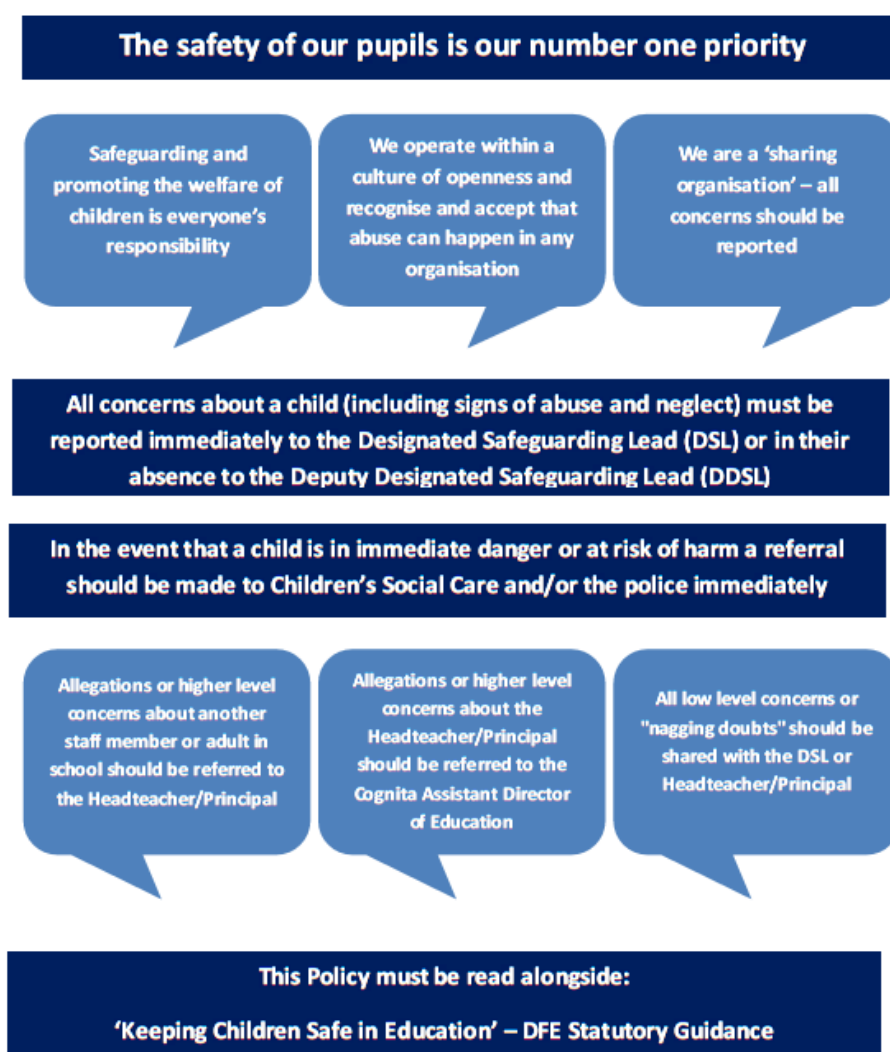 The safety of our pupils is our number one priority
Safeguarding and
promoting the welfare of
children is everyone's
responsibility
We operate within a
culture of openness and
recognise and accept that
abuse can happen in any
organisation
We are a ‘sharing
organisation’ – all
concerns should be
reported
All concerns about a child (including signs of abuse and neglect) must be
reported immediately to the Designated Safeguarding Lead (DSL) or in their
absence to the Deputy Designated Safeguarding Lead (DDSL)
In the event that a child is in immediate danger or at risk of harm a referral
should be made to Children’s Social Care and/or the police immediately
Allegations or higher level
concerns about another
staff member or adult in
school should be referred to
the Headteacher/Principal
Allegations or higher level
concerns about the
Headteacher/Principal
should be referred to the
Cognita Assistant Director
of Education
All low level concerns or
"nagging doubts" should be
shared with the DSL or
Headteacher/Principal
This Policy must be read alongside:
‘Keeping Children Safe in Education’ – DFE Statutory Guidance